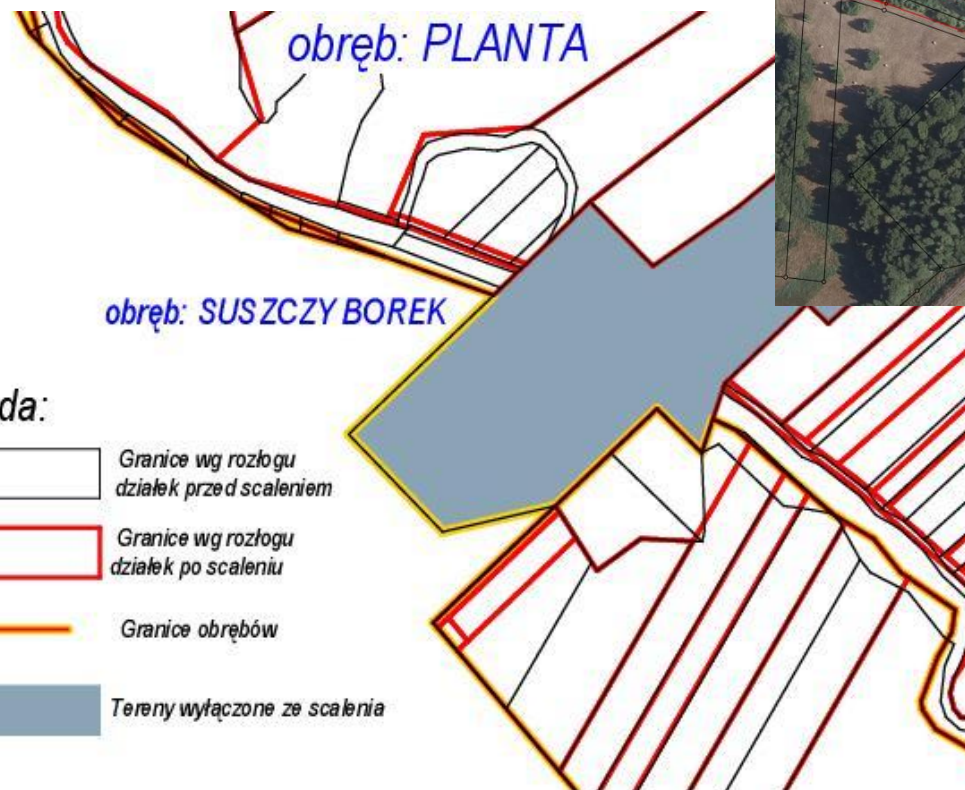 obręb: PLANTA
obręb: SUSZCZY BOREK
da:
Granice wg rozłogu
działek przed scaleniem
Granice wg rozłogu
działek po scaleniu
Granice obrębów
Tereny wyłączone ze scalenia